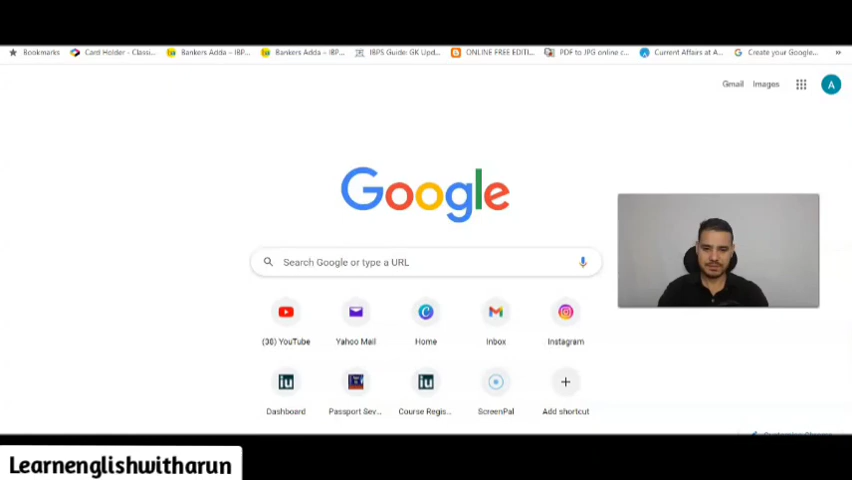 Bookmarks Card Holder - Classi... Bankers Adda – IBP... Bankers Adda – IBP... IBPS Guide: GK Upd... ONLINE FREE EDITI... PDF to JPG online c... Current Affairs at A... Create your Google... »
Gmail Images A
Google
Search Google or type a URL
(30) YouTube Yahoo Mail Home Inbox Instagram
Dashboard Passport Sev... Course Regis... ScreenPal Add shortcut
Learnenglishwitharun